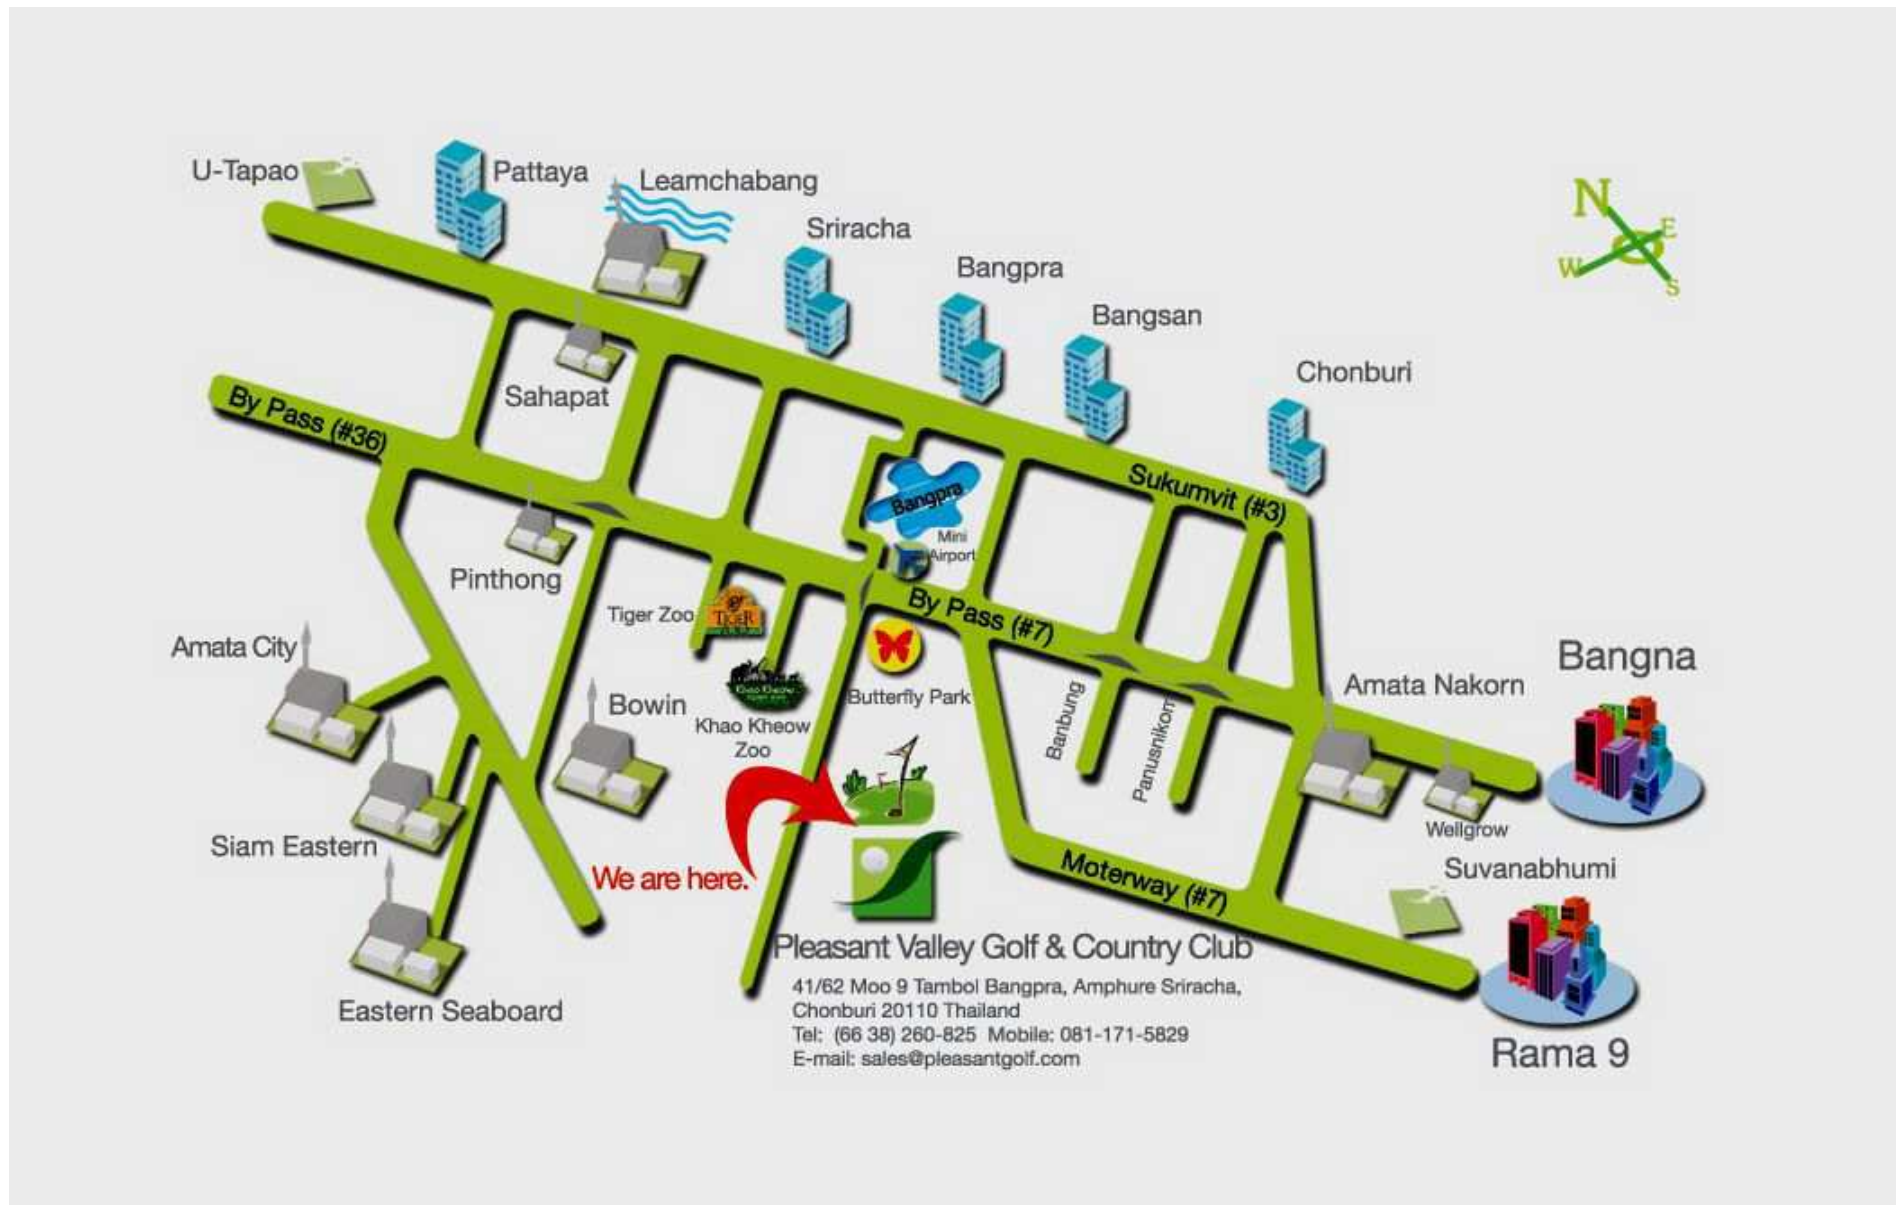 U-Tapao
Pattaya
Leamchabang
Sriracha
Bangpra
Bangsan
Chonburi
N
E
W
S
By Pass (#36)
Sahapat
Sukumvit (#3)
Bangpra
Mini
Airport
Pinthong
Tiger Zoo
TIGER
ZOO
By Pass (#7)
Amata City
Bowin
Khao Kheow
Khao Kheow
Zoo
Butterfly Park
Banbung
Panusnikom
Amata Nakorn
Bangna
Wellgrow
Siam Eastern
We are here.
Moterway (#7)
Suvanabhumi
Eastern Seaboard
Rama 9
Pleasant Valley Golf & Country Club
41/62 Moo 9 Tambol Bangpra, Amphure Sriracha,
Chonburi 20110 Thailand
Tel: (66 38) 260-825 Mobile: 081-171-5829
E-mail: sales@pleasantgolf.com